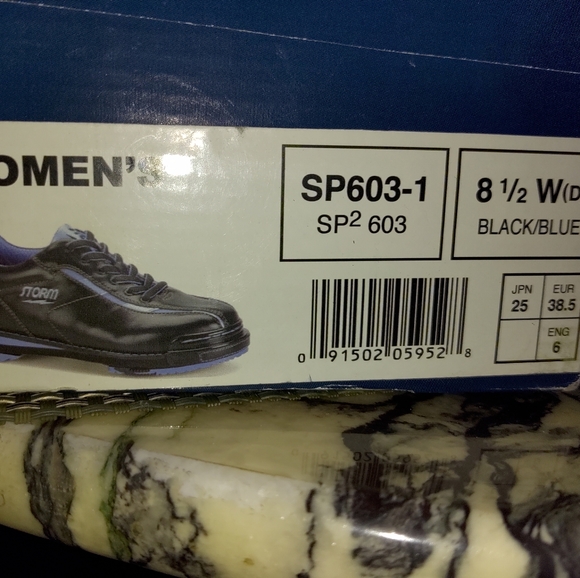 OMEN'S
SP603-1
SP2 603
8 1/2 W(D
BLACK/BLUE
STORM
0 91502 05952 8
JPN EUR
25 38.5
ENG
6